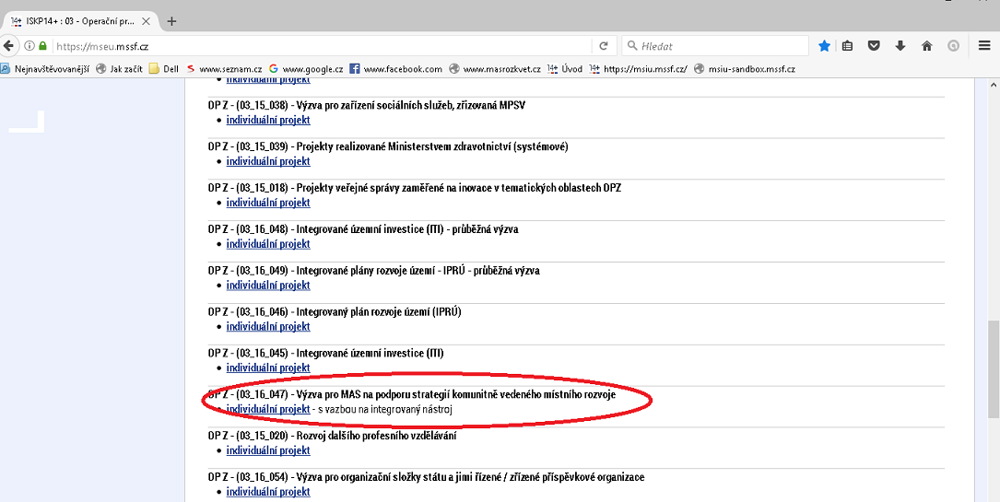 14+ ISKP14+ : 03 - Operační pr...
https://mseu.mssf.cz
Hledat
Nejnavštěvovanější Jak začít Dell S www.seznam.cz G www.google.cz f www.facebook.com www.masrozkvet.cz 14+ Úvod 14+ https://msiu.mssf.cz/ msiu-sandbox.mssf.cz
individuální projekt
OP Z - (03_15_038) - Výzva pro zařízení sociálních služeb, zřizovaná MPSV
• individuální projekt
OP Z - (03_15_039) - Projekty realizované Ministerstvem zdravotnictví (systémové)
• individuální projekt
OP Z - (03_15_018) - Projekty veřejné správy zaměřené na inovace v tematických oblastech OPZ
• individuální projekt
OP Z - (03_16_048) - Integrované územní investice (ITI) - průběžná výzva
• individuální projekt
OP Z - (03_16_049) - Integrované plány rozvoje území - IPRÚ - průběžná výzva
• individuální projekt
OP Z - (03_16_046) - Integrovaný plán rozvoje území (IPRÚ)
• individuální projekt
OP Z - (03_16_045) - Integrované územní investice (ITI)
• individuální projekt
OP Z - (03_16_047) - Výzva pro MAS na podporu strategií komunitně vedeného místního rozvoje
• individuální projekt - s vazbou na integrovaný nástroj
OP Z - (03_15_020) - Rozvoj dalšího profesního vzdělávání
• individuální projekt
OP Z - (03_16_054) - Výzva pro organizační složky státu a jimi řízené / zřízené příspěvkové organizace
• individuální projekt